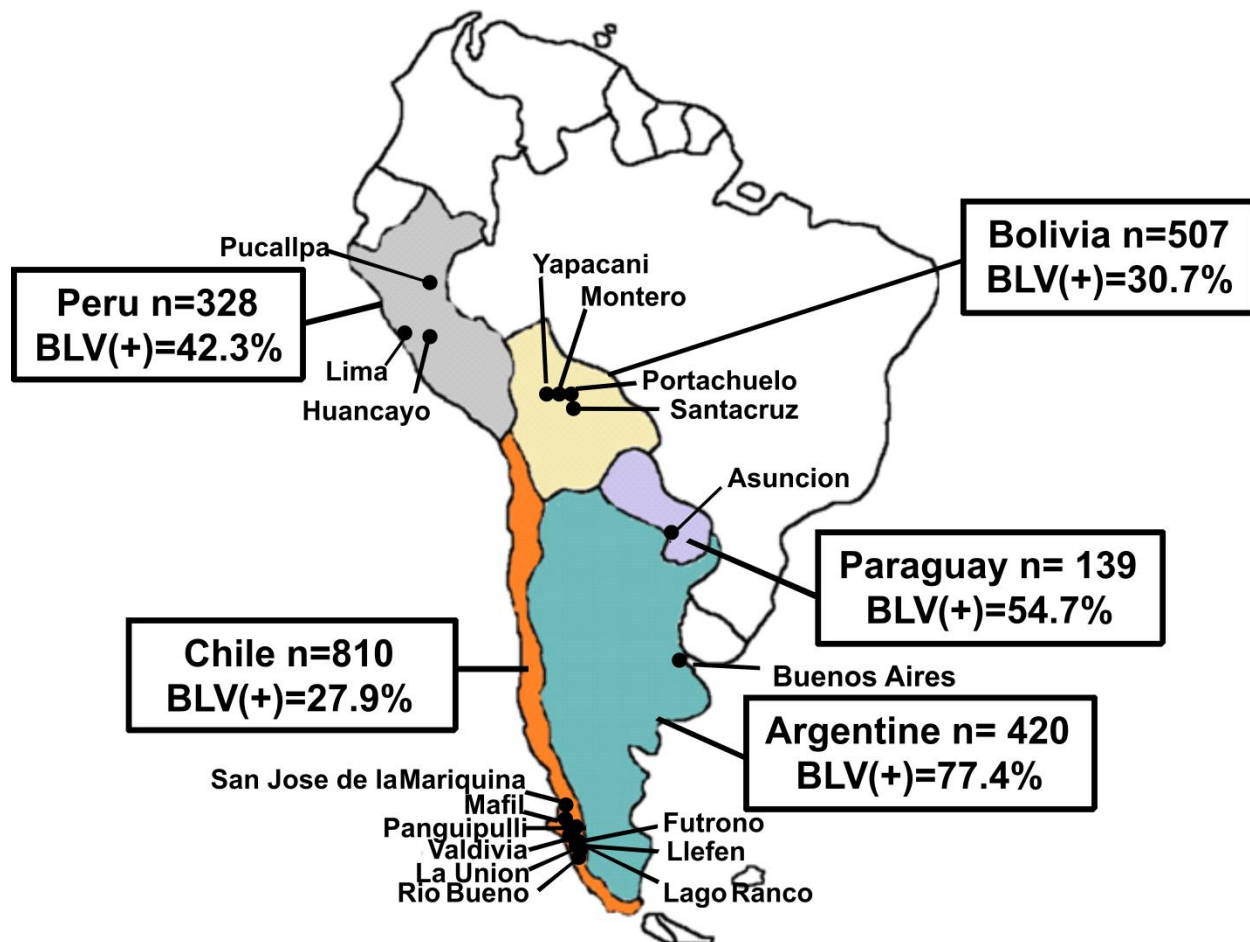 Pucallpa
Peru n=328
BLV(+)=42.3%
Lima
Huancayo
Yapacani
Montero
Portachuelo
Santacruz
Bolivia n=507
BLV(+)=30.7%
Asuncion
Paraguay n= 139
BLV(+)=54.7%
Chile n=810
BLV(+)=27.9%
Buenos Aires
Argentine n= 420
BLV(+)=77.4%
San Jose de la Mariquina
Mafil
Panguipulli
Valdivia
La Union
Rio Bueno
Futrono
Llefen
Lago Ranco